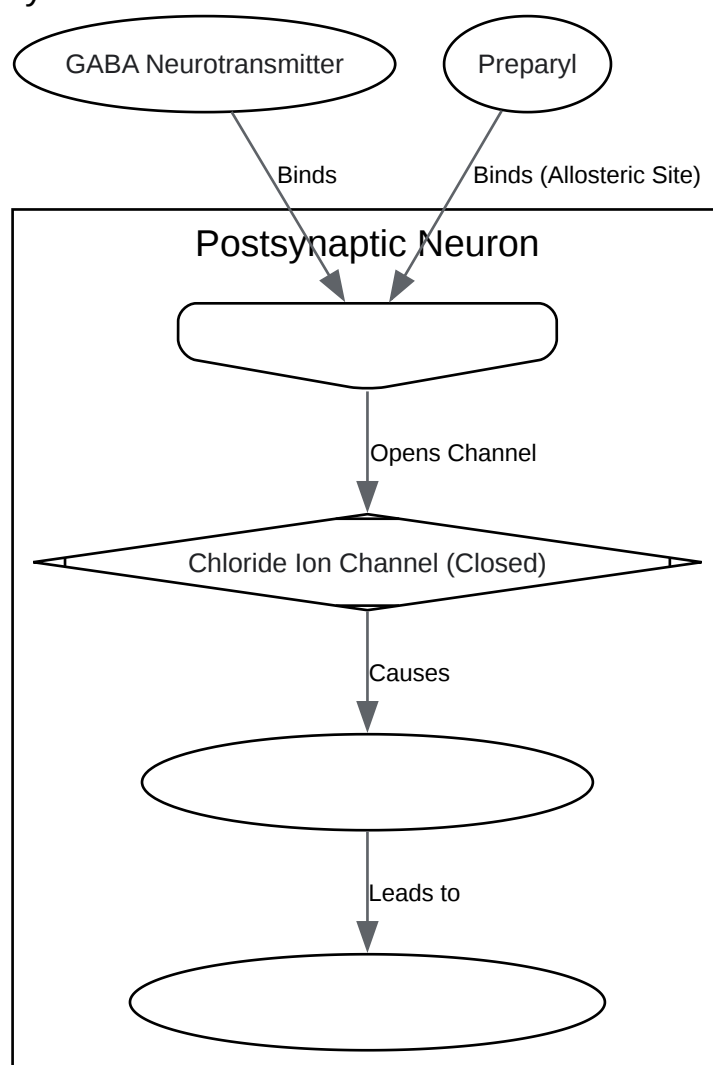 GABA Neurotransmitter
Preparyl
Binds
Binds (Allosteric Site)
Postsynaptic Neuron
Opens Channel
Chloride Ion Channel (Closed)
Causes
Leads to